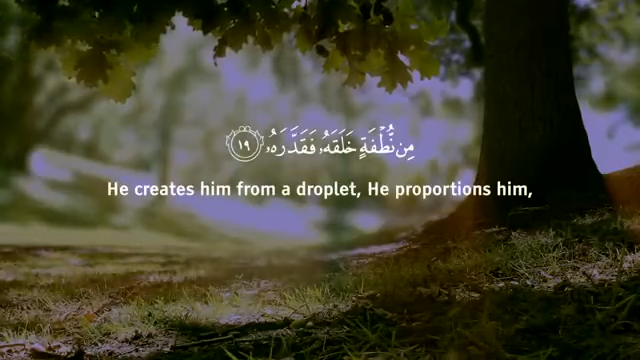 مِن نُّطْفَةٍ خَلَقَهُۥ فَقَدَّرَهُۥ ١٩
He creates him from a droplet, He proportions him,